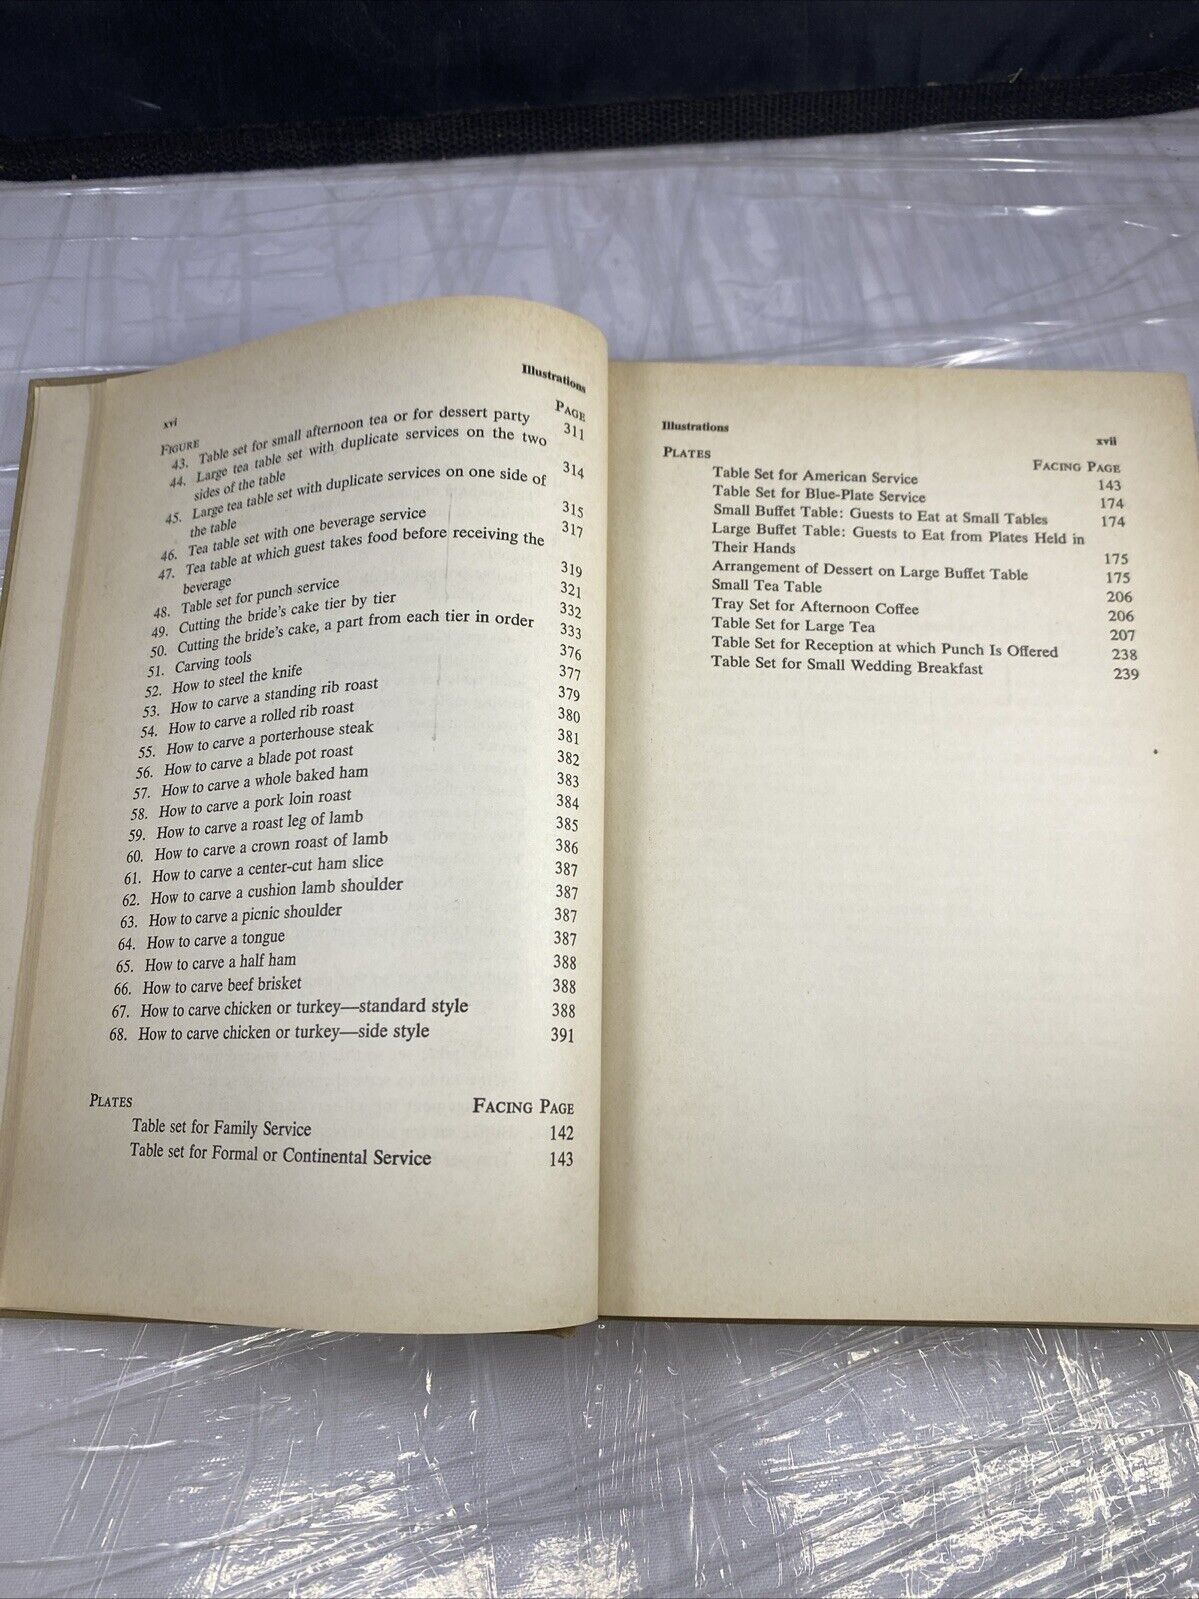 xvi Illustrations
FIGURE PAGE
43. Table set for small afternoon tea or for dessert party 311
44. Large tea table set with duplicate services on the two
sides of the table 314
45. Large tea table set with duplicate services on one side of
the table 315
46. Tea table set with one beverage service 317
47. Tea table at which guest takes food before receiving the
beverage 319
48. Table set for punch service 321
49. Cutting the bride's cake tier by tier 332
50. Cutting the bride's cake, a part from each tier in order 333
51. Carving tools 376
52. How to steel the knife 377
53. How to carve a standing rib roast 379
54. How to carve a rolled rib roast 380
55. How to carve a porterhouse steak 381
56. How to carve a blade pot roast 382
57. How to carve a whole baked ham 383
58. How to carve a pork loin roast 384
59. How to carve a roast leg of lamb 385
60. How to carve a crown roast of lamb 386
61. How to carve a center-cut ham slice 387
62. How to carve a cushion lamb shoulder 387
63. How to carve a picnic shoulder 387
64. How to carve a tongue 387
65. How to carve a half ham 388
66. How to carve beef brisket 388
67. How to carve chicken or turkey—standard style 388
68. How to carve chicken or turkey—side style 391
PLATES FACING PAGE
Table set for Family Service 142
Table set for Formal or Continental Service 143
Illustrations xvii
PLATES FACING PAGE
Table Set for American Service 143
Table Set for Blue-Plate Service 174
Small Buffet Table: Guests to Eat at Small Tables 174
Large Buffet Table: Guests to Eat from Plates Held in
Their Hands 175
Arrangement of Dessert on Large Buffet Table 175
Small Tea Table 206
Tray Set for Afternoon Coffee 206
Table Set for Large Tea 207
Table Set for Reception at which Punch Is Offered 238
Table Set for Small Wedding Breakfast 239